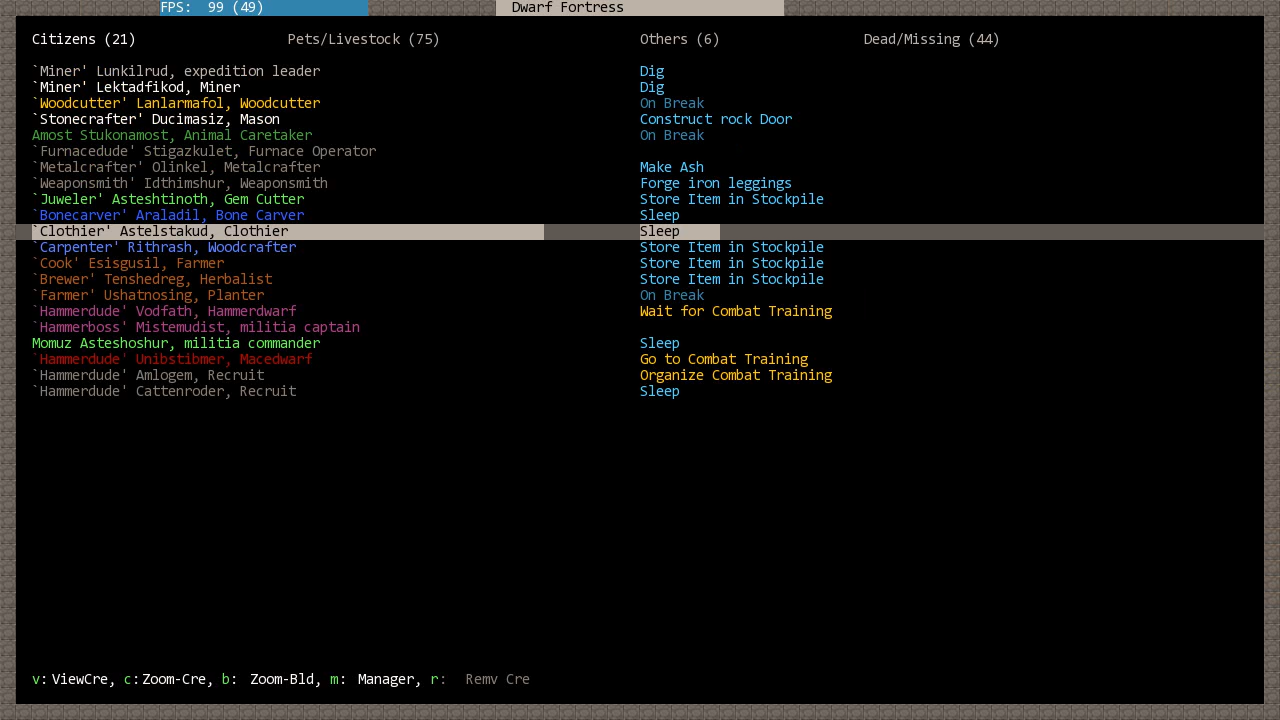 FPS: 99 (49) Dwarf Fortress
Citizens (21) Pets/Livestock (75) Others (6) Dead/Missing (44)
`Miner' Lunkilrud, expedition leader Dig
`Miner' Lektadfikod, Miner Dig
`Woodcutter' Lanlarmafol, Woodcutter On Break
`Stonecrafter' Ducimasiz, Mason Construct rock Door
Amost Stukonamost, Animal Caretaker On Break
`Furnacedude' Stigazkulet, Furnace Operator
`Metalcrafter' Olinkel, Metalcrafter Make Ash
`Weaponsmith' Idthimshur, Weaponsmith Forge iron leggings
`Juweler' Asteshtinoth, Gem Cutter Store Item in Stockpile
`Bonecarver' Araladil, Bone Carver Sleep
`Clothier' Astelstakud, Clothier Sleep
`Carpenter' Rithrash, Woodcrafter Store Item in Stockpile
`Cook' Esisgusil, Farmer Store Item in Stockpile
`Brewer' Tenshedreg, Herbalist Store Item in Stockpile
`Farmer' Ushatnosing, Planter On Break
`Hammerdude' Vodfath, Hammerdwarf Wait for Combat Training
`Hammerboss' Mistemudist, militia captain
Momuz Asteshoshur, militia commander Sleep
`Hammerdude' Unibstibmer, Macedwarf Go to Combat Training
`Hammerdude' Amlogem, Recruit Organize Combat Training
`Hammerdude' Cattenroder, Recruit Sleep
v: ViewCre, c: Zoom-Cre, b: Zoom-Bld, m: Manager, r: Remv Cre